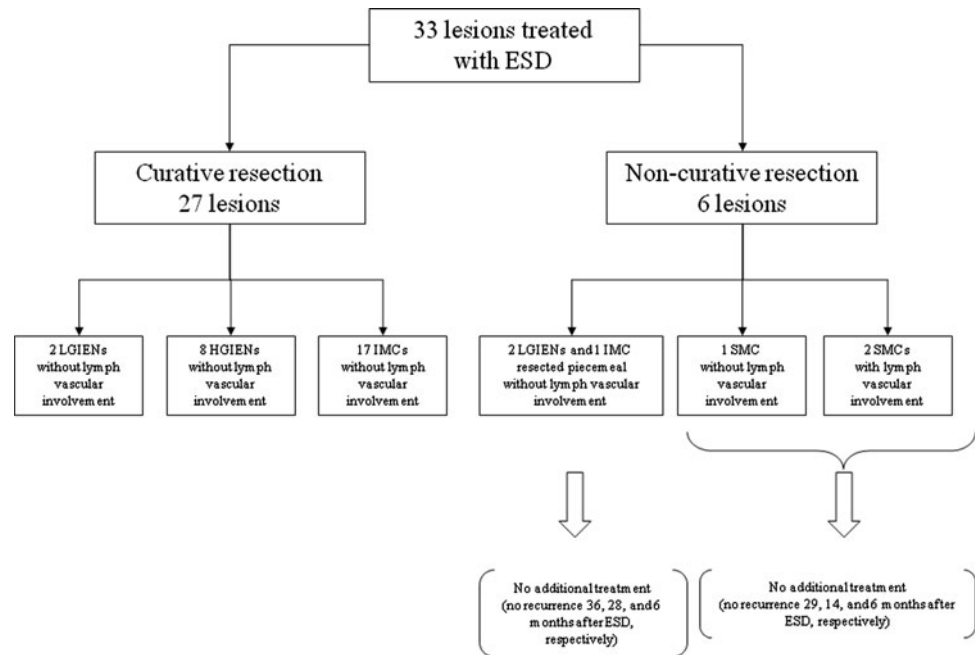 33 lesions treated
with ESD
Curative resection
27 lesions
Non-curative resection
6 lesions
2 LGIENs
without lymph
vascular
involvement
8 HGIENs
without lymph
vascular
involvement
17 IMCs
without lymph
vascular
involvement
2 LGIENs and 1 IMC
resected piecemeal
without lymph vascular
involvement
1 SMC
without lymph
vascular
involvement
2 SMCs
with lymph
vascular
involvement
No additional treatment
(no recurrence 36, 28, and 6
months after ESD,
respectively)
No additional treatment
(no recurrence 29, 14, and 6 months after
ESD, respectively)